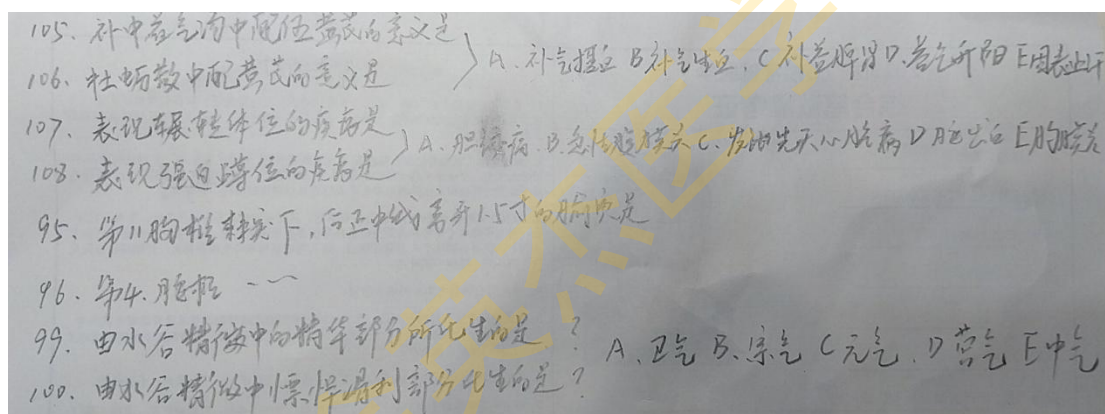 105. 补中益气汤中配伍黄芪的意义是
106. 牡蛎散中配黄芪的意义是
A. 补气摄血 B 补气生血. C 补益脾胃 D. 益气升阳 E 固表止汗
107. 表现辗转体位的疾病是
108. 表现强迫蹲位的疾病是
A. 胆 病. B. 急性腹膜炎 C. 发绀先天心脏病 D 脑出血 E
95. 第11胸椎棘突下, 后正中线 1.5寸的腧穴是
96. 第4. 腰椎 ……
99. 由水谷精微中的精华部分所化生的是?
100. 由水谷精微中慓悍滑利部分化生的是?
A. 卫气 B. 宗气 C 元气. D 营气 E 中气
英杰医学